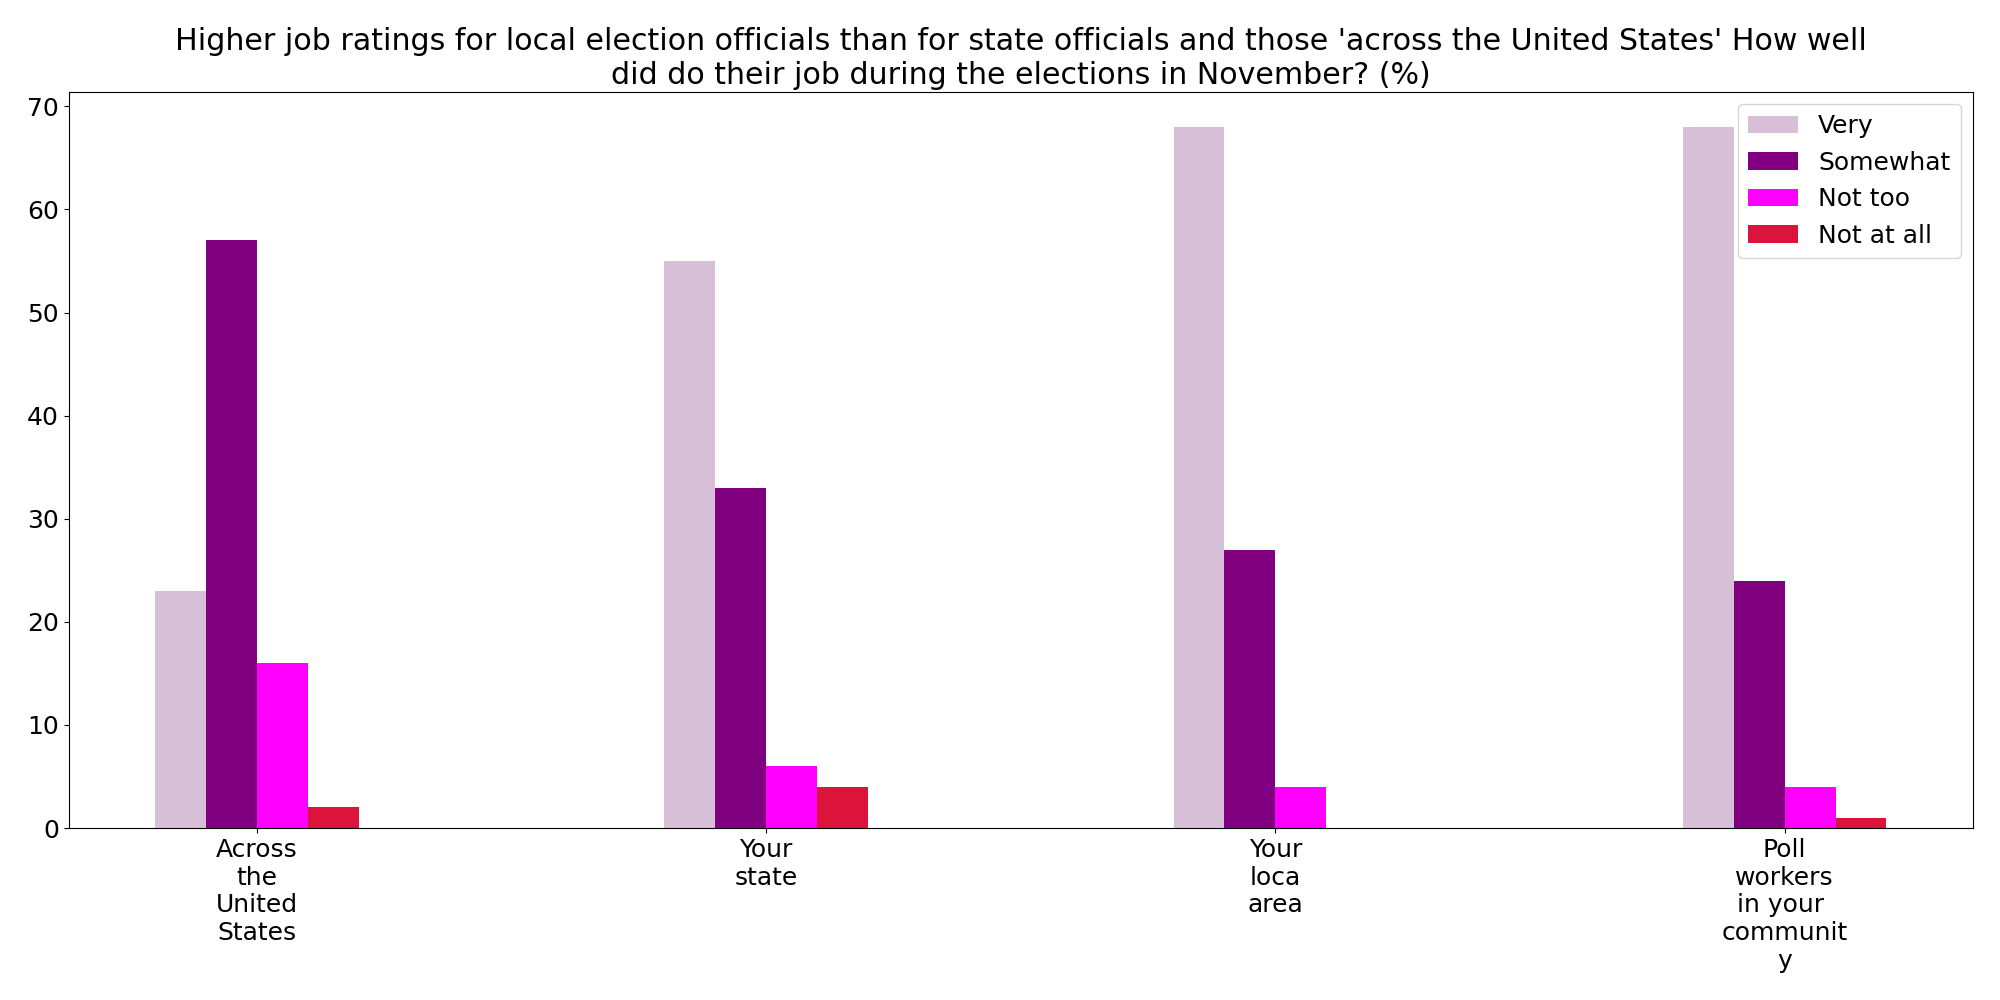 Higher job ratings for local election officials than for state officials and those 'across the United States' How well
did do their job during the elections in November? (%)
70
60
50
40
30
20
10
0
Very
Somewhat
Not too
Not at all
Across
the
United
States
Your
state
Your
loca
area
Poll
workers
in your
communit
y